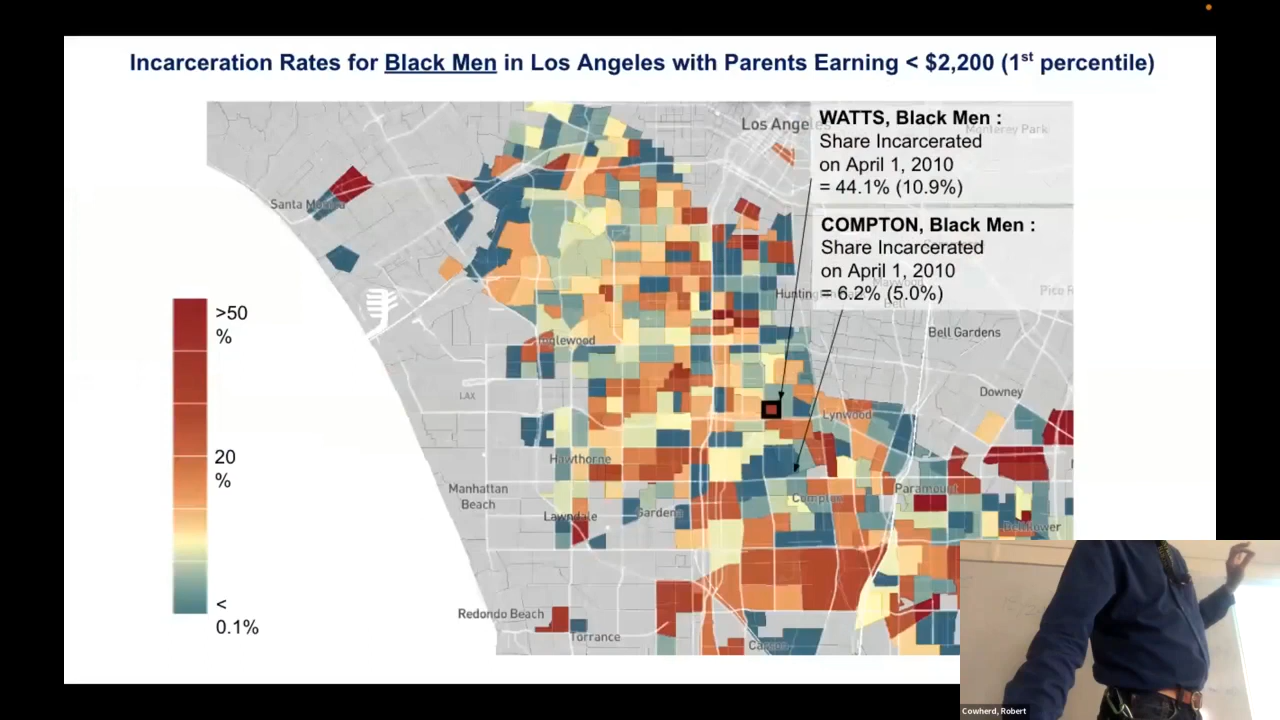 Incarceration Rates for Black Men in Los Angeles with Parents Earning < $2,200 (1st percentile)
WATTS, Black Men :
Share Incarcerated
on April 1, 2010
= 44.1% (10.9%)
COMPTON, Black Men :
Share Incarcerated
on April 1, 2010
= 6.2% (5.0%)
Los Angeles
Monterey Park
Santa Monica
Bell Gardens
Inglewood
Downey
LAX
Lynwood
Hawthorne
Manhattan
Beach
Compton
Paramount
Lawndale
Gardena
Bellflower
Redondo Beach
Torrance
Carson
>50
%
20
%
<
0.1%
Cowherd, Robert